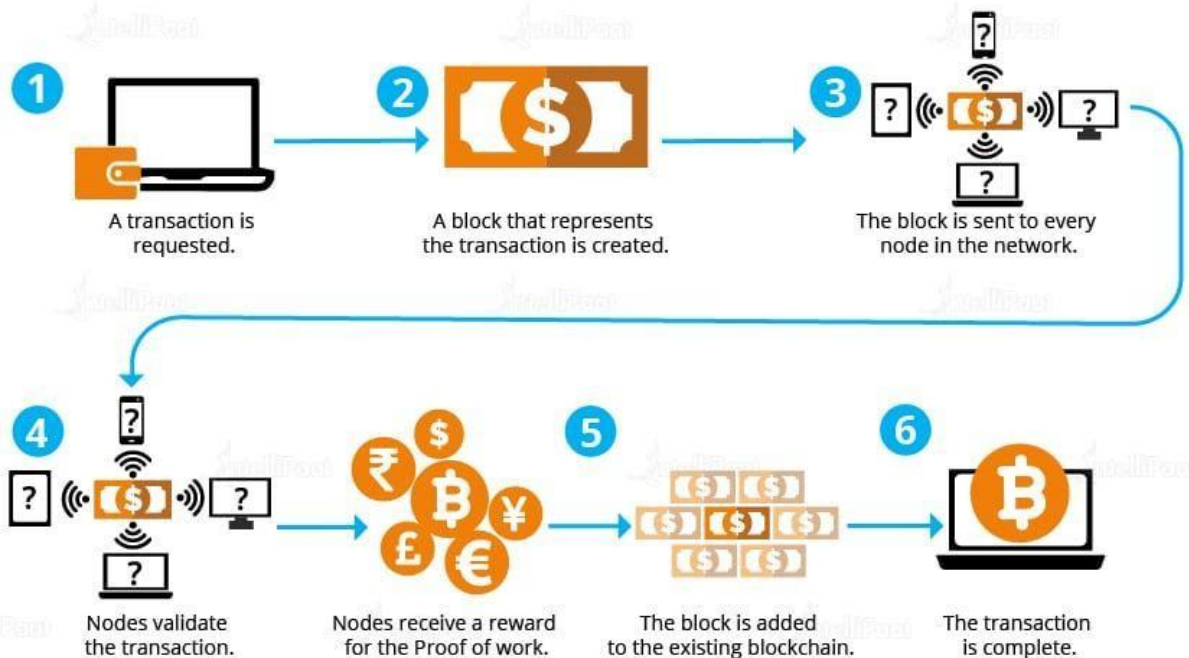 1
2
3
A transaction is
requested.
A block that represents
the transaction is created.
The block is sent to every
node in the network.
4
5
6
Nodes validate
the transaction.
Nodes receive a reward
for the Proof of work.
The block is added
to the existing blockchain.
The transaction
is complete.